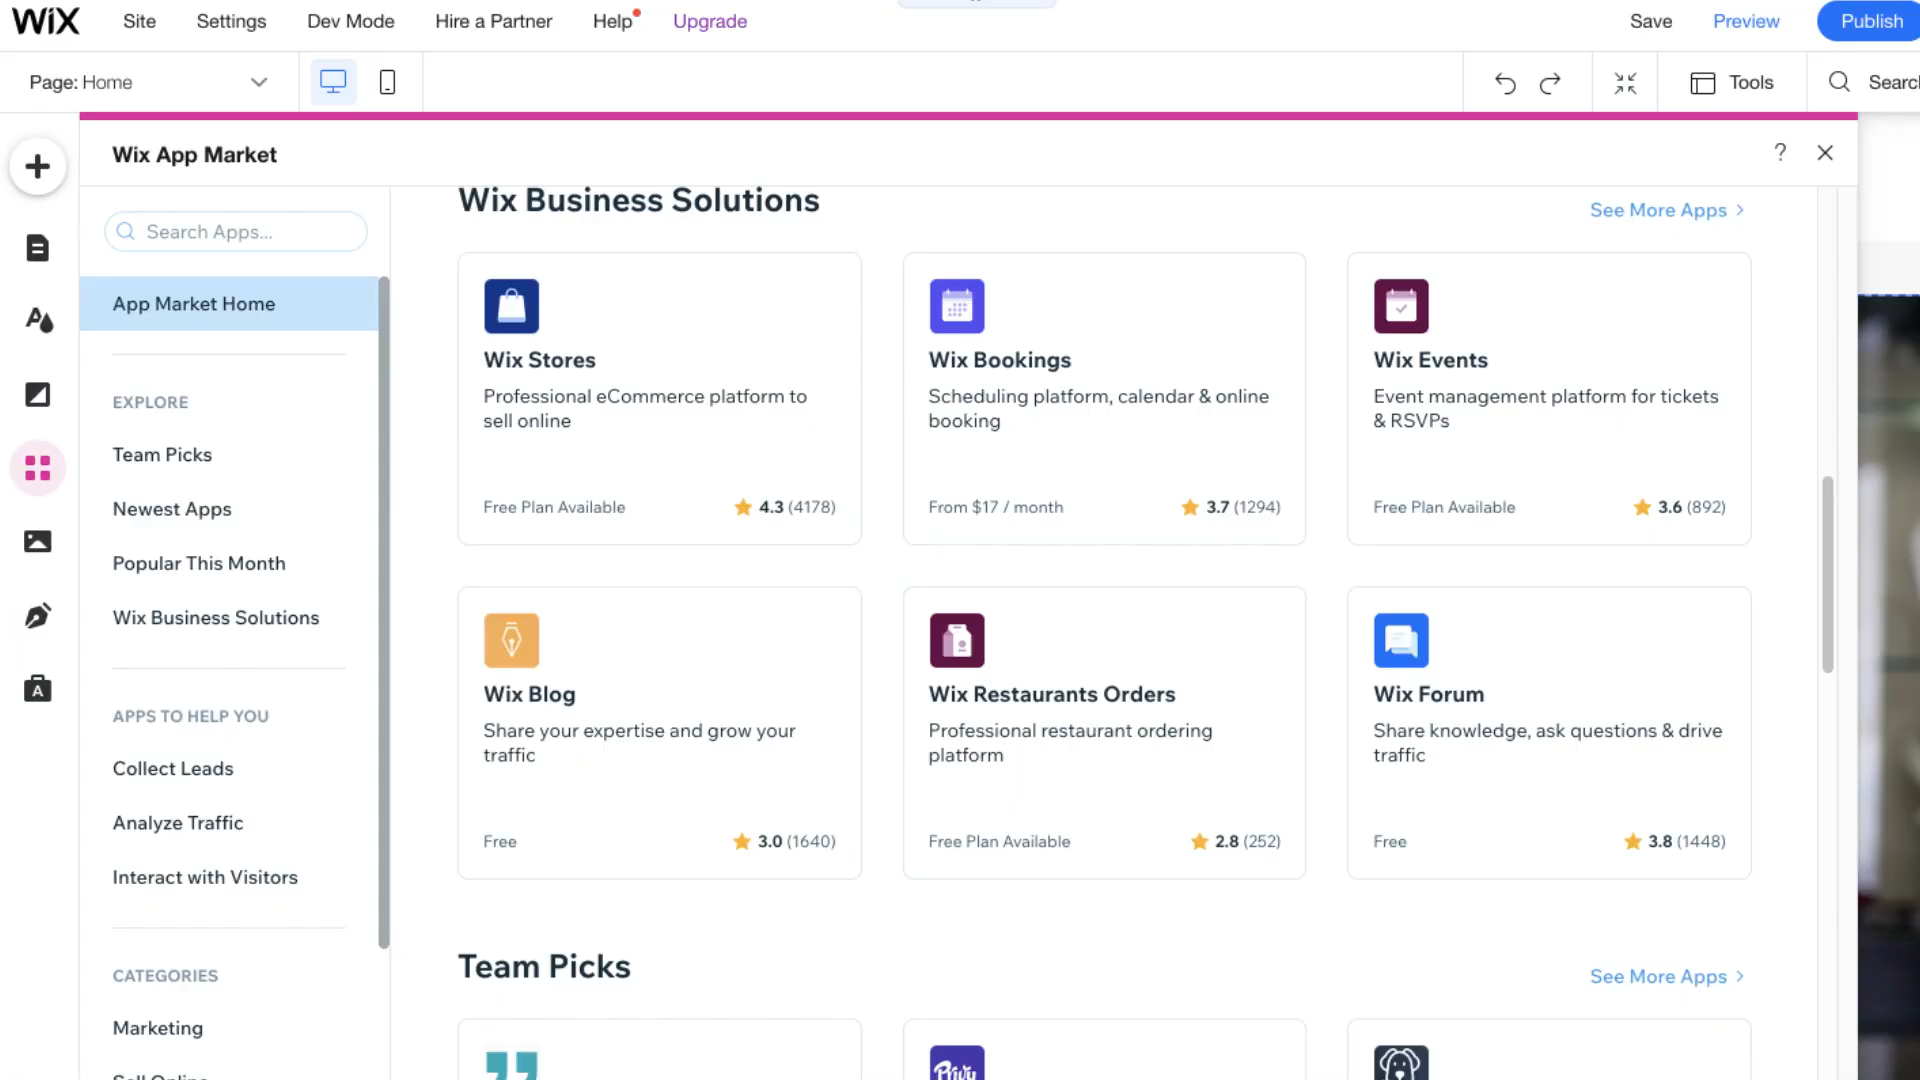 WiX
Site
Settings
Dev Mode
Hire a Partner
Help
Upgrade
Save
Preview
Publish
Page: Home
Tools
Wix App Market
?
Search Apps...
App Market Home
EXPLORE
Team Picks
Newest Apps
Popular This Month
Wix Business Solutions
APPS TO HELP YOU
Collect Leads
Analyze Traffic
Interact with Visitors
CATEGORIES
Marketing
Wix Business Solutions
See More Apps >
Wix Stores
Professional eCommerce platform to
sell online
Free Plan Available
4.3 (4178)
Wix Bookings
Scheduling platform, calendar & online
booking
From $17 / month
3.7 (1294)
Wix Events
Event management platform for tickets
& RSVPs
Free Plan Available
3.6 (892)
Wix Blog
Share your expertise and grow your
traffic
Free
3.0 (1640)
Wix Restaurants Orders
Professional restaurant ordering
platform
Free Plan Available
2.8 (252)
Wix Forum
Share knowledge, ask questions & drive
traffic
Free
3.8 (1448)
Team Picks
See More Apps >
Privy